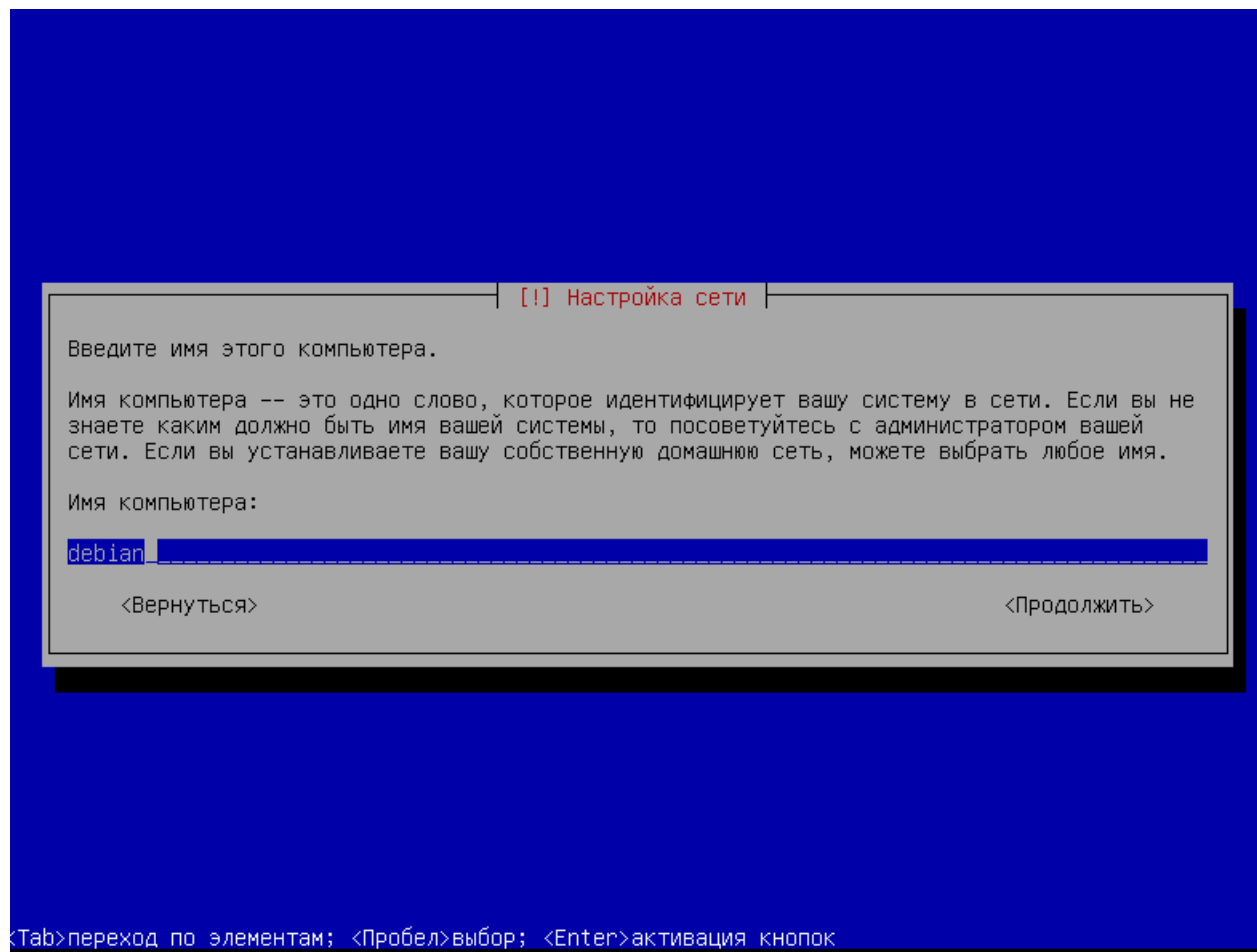 [!] Настройка сети
Введите имя этого компьютера.
Имя компьютера -- это одно слово, которое идентифицирует вашу систему в сети. Если вы не
знаете каким должно быть имя вашей системы, то посоветуйтесь с администратором вашей
сети. Если вы устанавливаете вашу собственную домашнюю сеть, можете выбрать любое имя.
Имя компьютера:
debian
<Вернуться> <Продолжить>
<Tab>переход по элементам; <Пробел>выбор; <Enter>активация кнопок